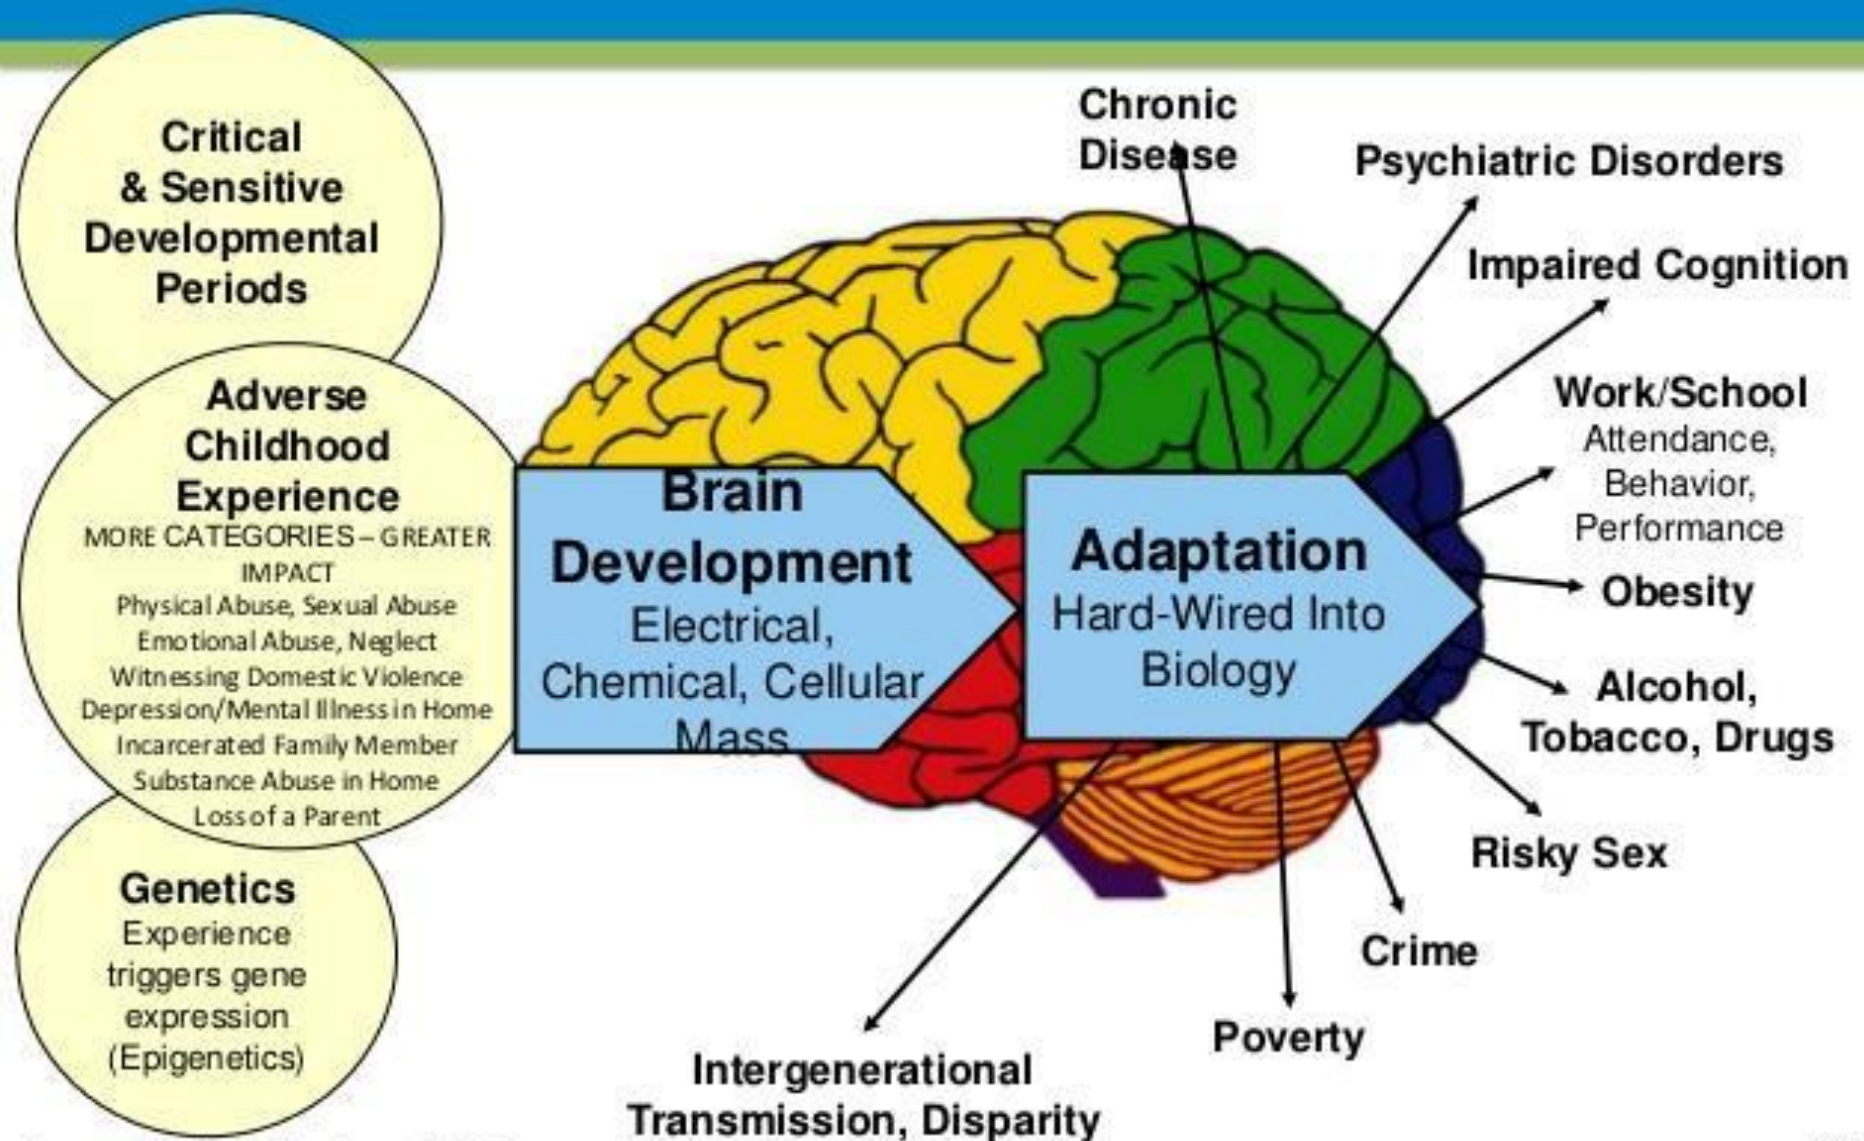 Critical
& Sensitive
Developmental
Periods
Adverse
Childhood
Experience
MORE CATEGORIES – GREATER
IMPACT
Physical Abuse, Sexual Abuse
Emotional Abuse, Neglect
Witnessing Domestic Violence
Depression/Mental Illness in Home
Incarcerated Family Member
Substance Abuse in Home
Loss of a Parent
Genetics
Experience
triggers gene
expression
(Epigenetics)
Brain
Development
Electrical,
Chemical, Cellular
Mass
Adaptation
Hard-Wired Into
Biology
Chronic
Disease
Psychiatric Disorders
Impaired Cognition
Work/School
Attendance,
Behavior,
Performance
Obesity
Alcohol,
Tobacco, Drugs
Risky Sex
Crime
Poverty
Intergenerational
Transmission, Disparity